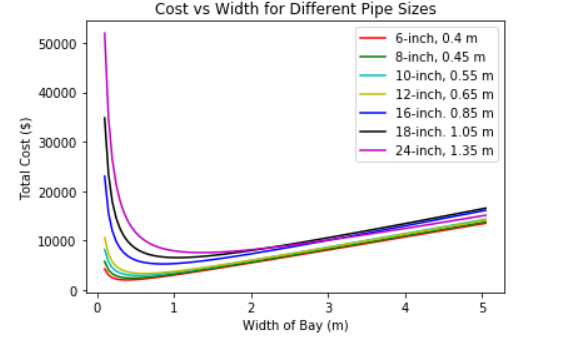 Cost vs Width for Different Pipe Sizes
50000
40000
30000
20000
10000
0
Total Cost ($)
6-inch, 0.4 m
8-inch, 0.45 m
10-inch, 0.55 m
12-inch, 0.65 m
16-inch. 0.85 m
18-inch. 1.05 m
24-inch, 1.35 m
0 1 2 3 4 5
Width of Bay (m)